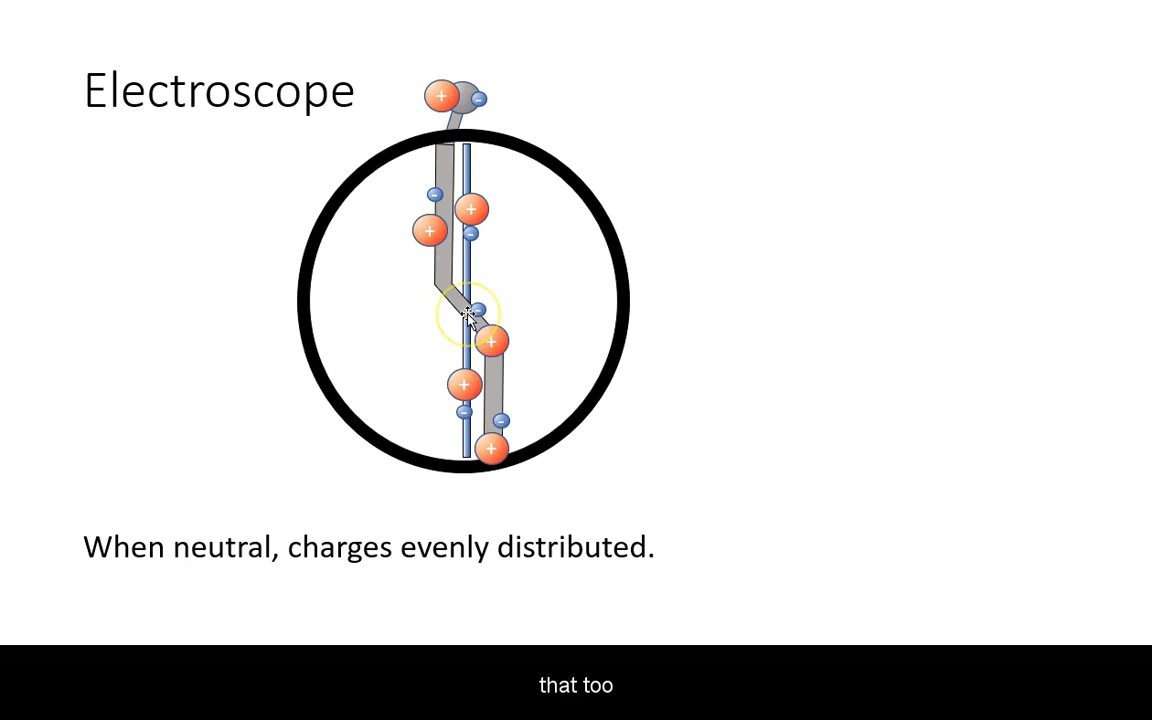 Electroscope
+ -
- +
+ -
-
+
+
- -
+
When neutral, charges evenly distributed.
that too